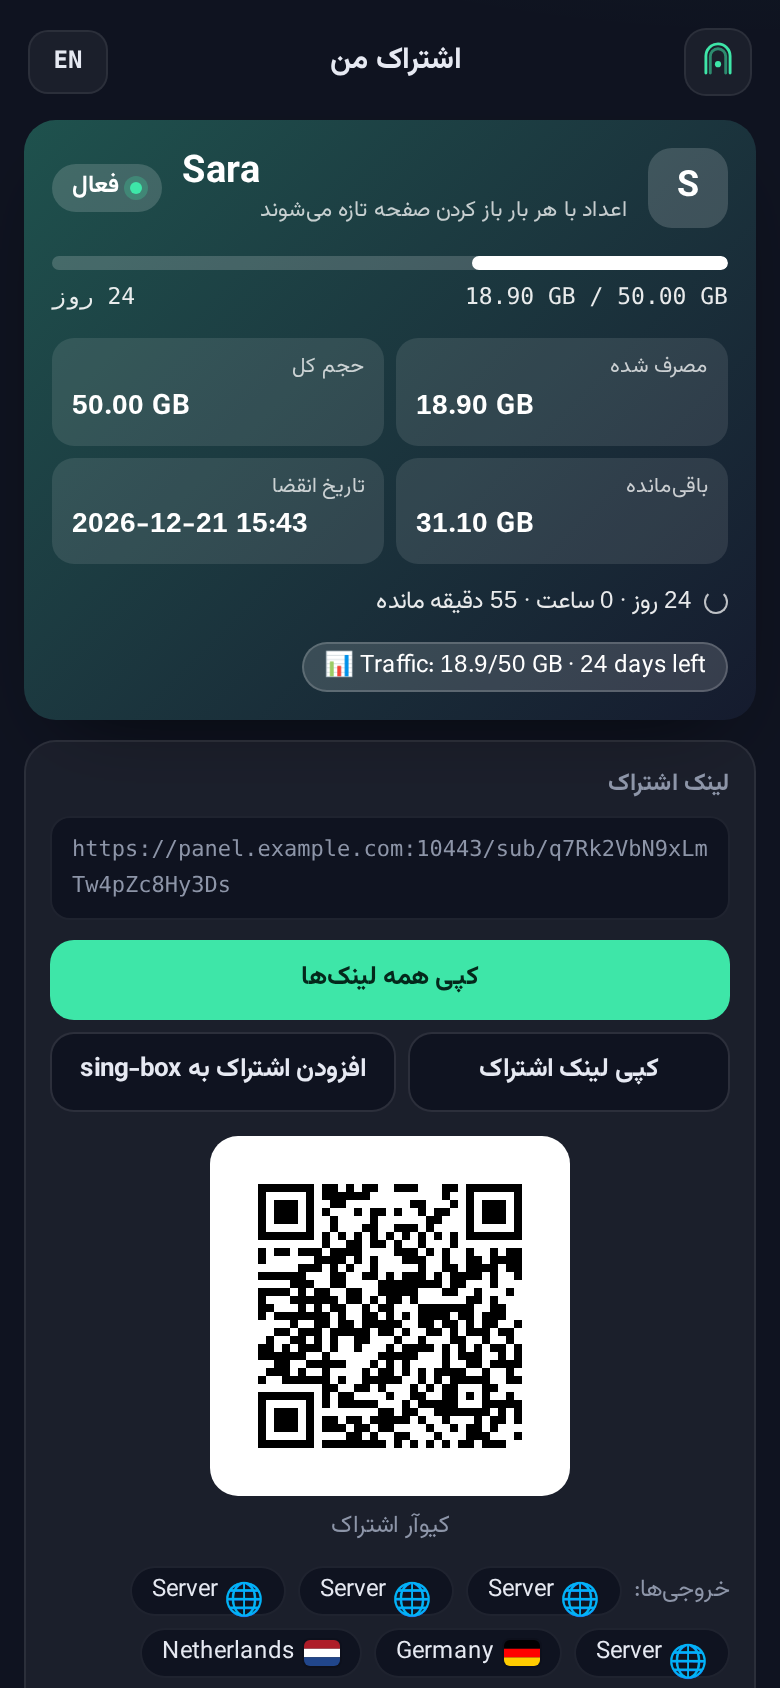 اشتراک من
EN
S
Sara
اعداد با هر بار باز کردن صفحه تازه می‌شوند
فعال
18.90 GB / 50.00 GB
24 روز
مصرف شده
18.90 GB
حجم کل
50.00 GB
باقی‌مانده
31.10 GB
تاریخ انقضا
2026-12-21 15:43
24 روز · 0 ساعت · 55 دقیقه مانده
📊 Traffic: 18.9/50 GB · 24 days left
لینک اشتراک
https://panel.example.com:10443/sub/q7Rk2VbN9xLm
Tw4pZc8Hy3Ds
کپی همه لینک‌ها
کپی لینک اشتراک
افزودن اشتراک به sing-box
کیوآر اشتراک
خروجی‌ها:
🌐 Server
🌐 Server
🌐 Server
🌐 Server
🇩🇪 Germany
🇳🇱 Netherlands